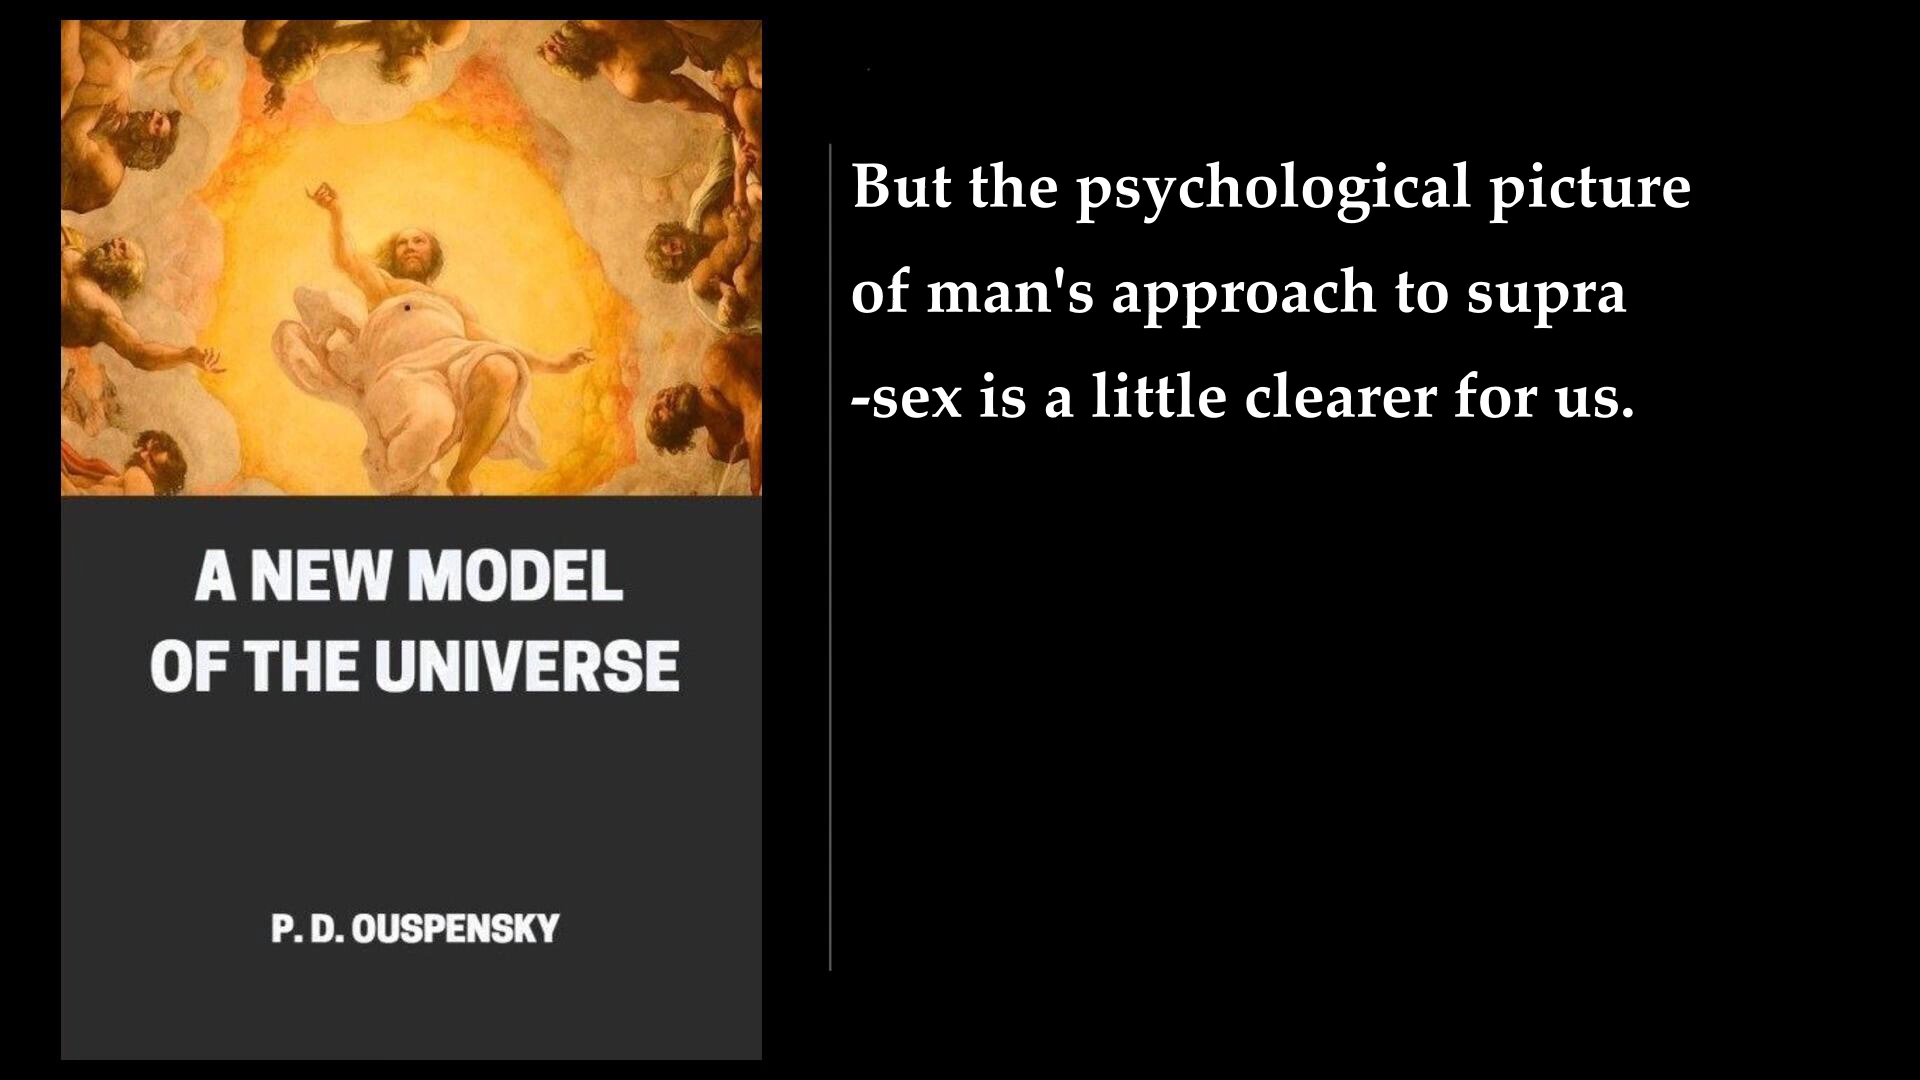 A NEW MODEL
OF THE UNIVERSE
P. D. OUSPENSKY
But the psychological picture
of man's approach to supra
-sex is a little clearer for us.